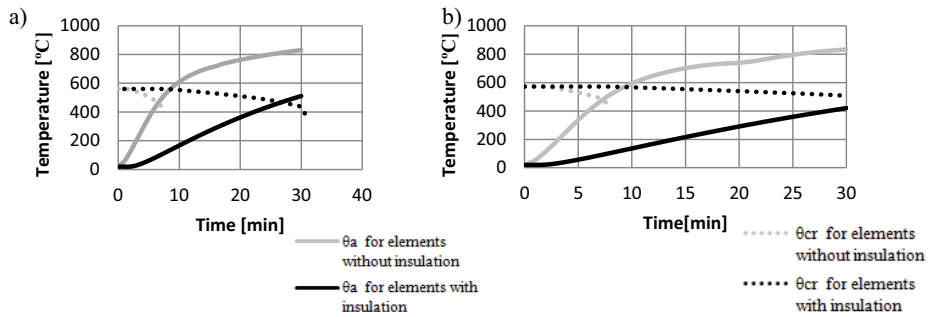 a)
Temperature [°C]
1000
800
600
400
200
0
0 10 20 30 40
Time [min]
b)
Temperature [°C]
1000
800
600
400
200
0
0 5 10 15 20 25 30
Time[min]
θa for elements
without insulation
θa for elements with
insulation
θcr for elements
without insulation
θcr for elements
with insulation